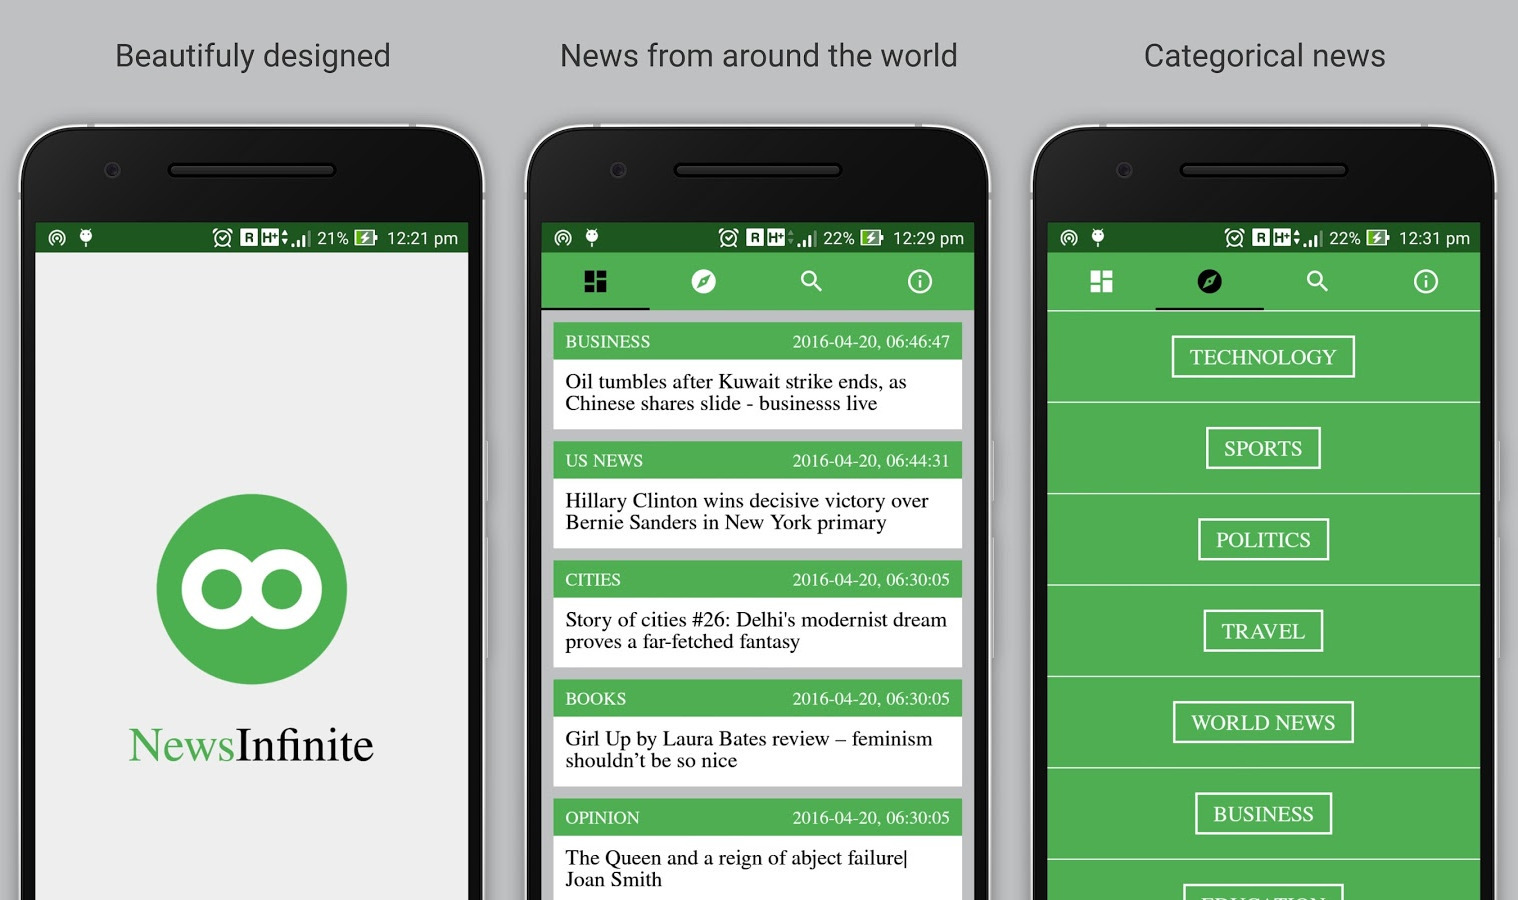 Beautifuly designed
News from around the world
Categorical news
R H+ 21% 12:21 pm
NewsInfinite
R H+ 22% 12:29 pm
BUSINESS 2016-04-20, 06:46:47
Oil tumbles after Kuwait strike ends, as
Chinese shares slide - businesss live
US NEWS 2016-04-20, 06:44:31
Hillary Clinton wins decisive victory over
Bernie Sanders in New York primary
CITIES 2016-04-20, 06:30:05
Story of cities #26: Delhi's modernist dream
proves a far-fetched fantasy
BOOKS 2016-04-20, 06:30:05
Girl Up by Laura Bates review – feminism
shouldn’t be so nice
OPINION 2016-04-20, 06:30:05
The Queen and a reign of abject failure|
Joan Smith
R H+ 22% 12:31 pm
TECHNOLOGY
SPORTS
POLITICS
TRAVEL
WORLD NEWS
BUSINESS
EDUCATION